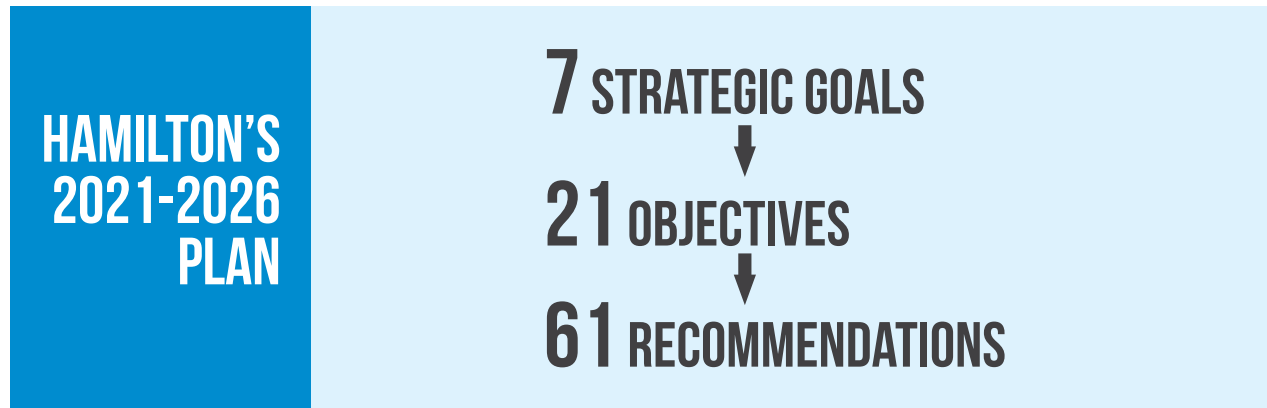 HAMILTON'S
2021-2026
PLAN
7 STRATEGIC GOALS
21 OBJECTIVES
61 RECOMMENDATIONS